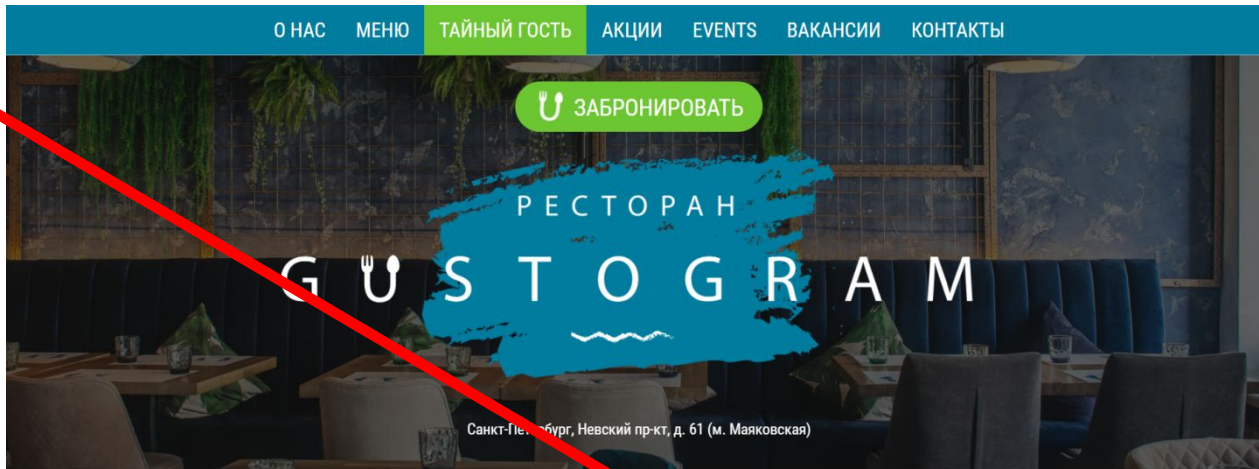 О НАС МЕНЮ ТАЙНЫЙ ГОСТЬ АКЦИИ EVENTS ВАКАНСИИ КОНТАКТЫ
ЗАБРОНИРОВАТЬ
РЕСТОРАН
GUSTOGRAM
Санкт-Петербург, Невский пр-кт, д. 61 (м. Маяковская)